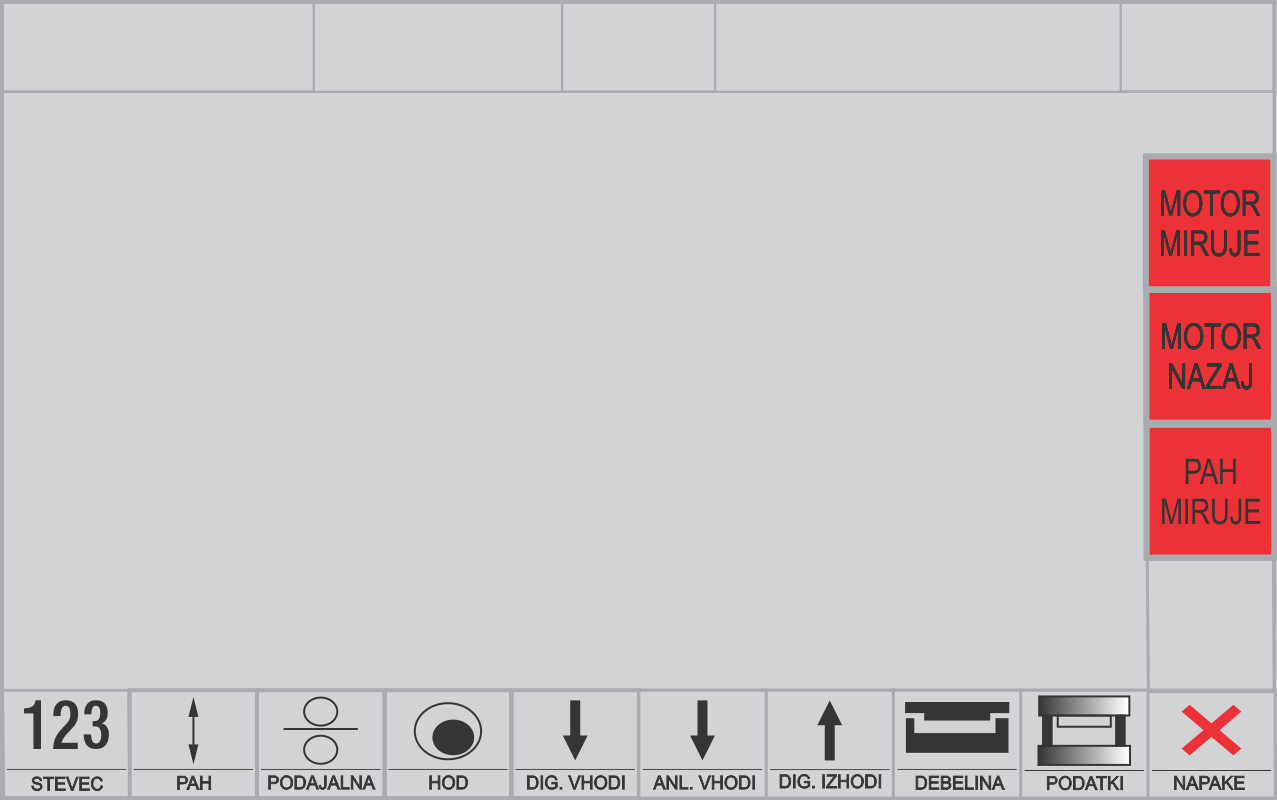 MOTOR
MIRUJE
MOTOR
NAZAJ
PAH
MIRUJE
123
STEVEC
PAH
PODAJALNA
HOD
DIG. VHODI
ANL. VHODI
DIG. IZHODI
DEBELINA
PODATKI
NAPAKE